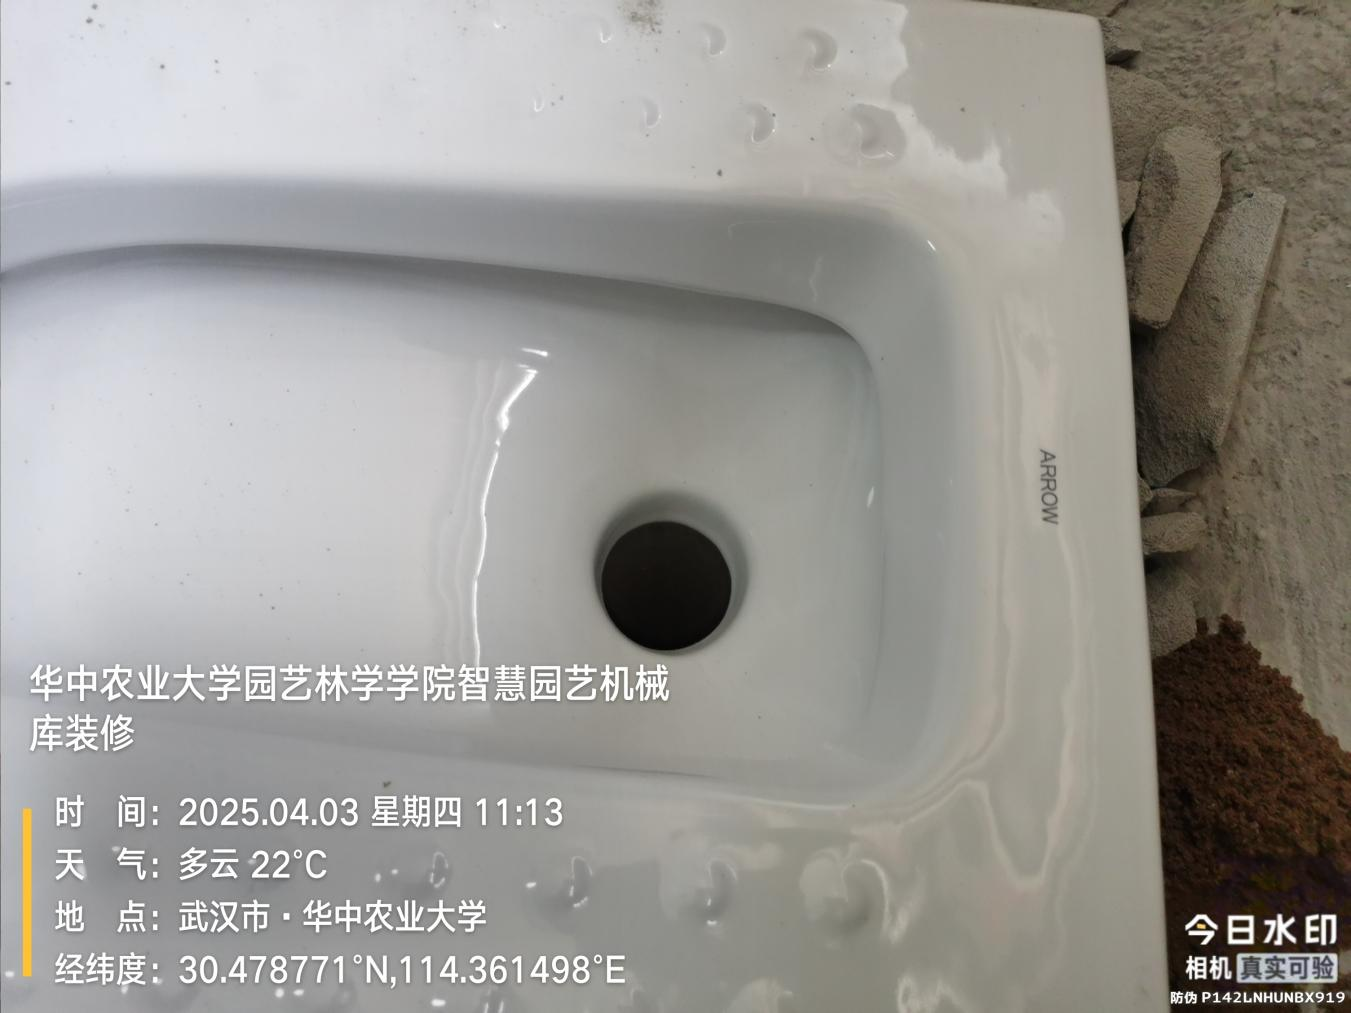 ARROW
华中农业大学园艺林学学院智慧园艺机械
库装修
时 间：2025.04.03 星期四 11:13
天 气：多云 22°C
地 点：武汉市·华中农业大学
经纬度：30.478771°N,114.361498°E
今日水印
相机 真实可验
防伪 P142LNHUNBX919